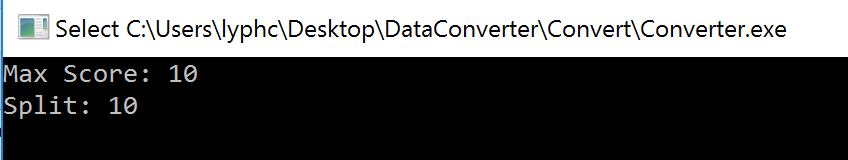 Select C:\Users\lyphc\Desktop\DataConverter\Convert\Converter.exe
Max Score: 10
Split: 10